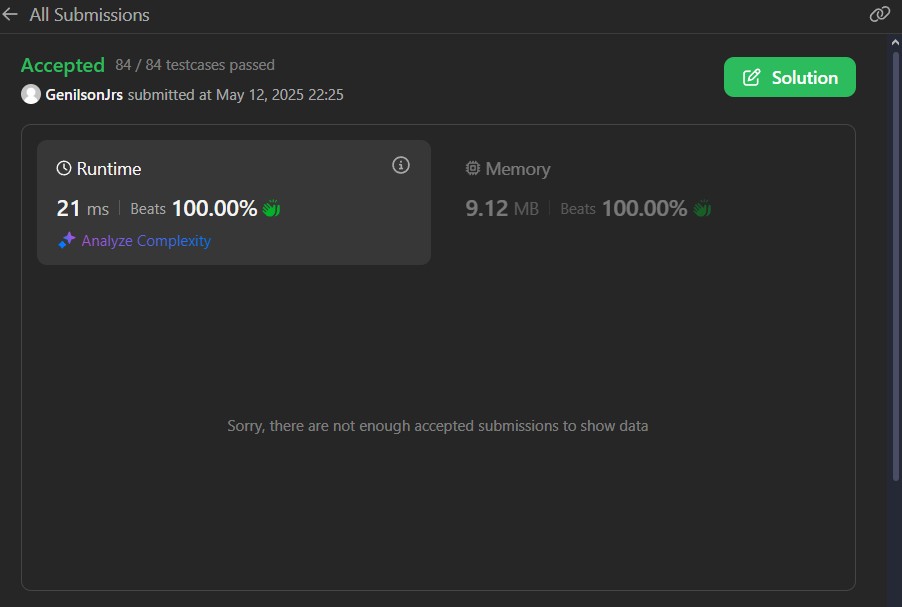 All Submissions
Accepted 84 / 84 testcases passed
GenilsonJrs submitted at May 12, 2025 22:25
Solution
Runtime
21 ms | Beats 100.00%
Analyze Complexity
Memory
9.12 MB | Beats 100.00%
Sorry, there are not enough accepted submissions to show data